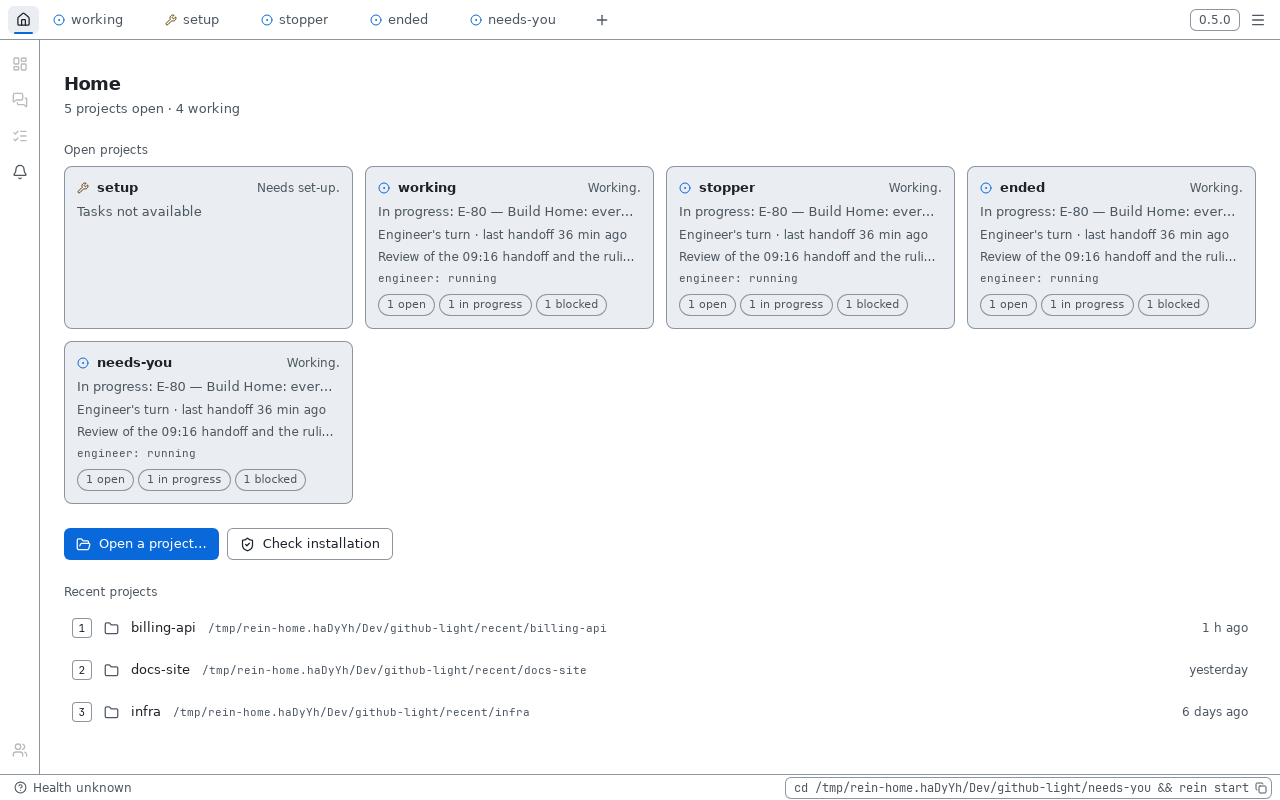 working
setup
stopper
ended
needs-you
0.5.0
Home
5 projects open · 4 working
Open projects
setup
Needs set-up.
Tasks not available
working
Working.
In progress: E-80 — Build Home: ever…
Engineer's turn · last handoff 36 min ago
Review of the 09:16 handoff and the ruli…
engineer: running
1 open
1 in progress
1 blocked
stopper
Working.
In progress: E-80 — Build Home: ever…
Engineer's turn · last handoff 36 min ago
Review of the 09:16 handoff and the ruli…
engineer: running
1 open
1 in progress
1 blocked
ended
Working.
In progress: E-80 — Build Home: ever…
Engineer's turn · last handoff 36 min ago
Review of the 09:16 handoff and the ruli…
engineer: running
1 open
1 in progress
1 blocked
needs-you
Working.
In progress: E-80 — Build Home: ever…
Engineer's turn · last handoff 36 min ago
Review of the 09:16 handoff and the ruli…
engineer: running
1 open
1 in progress
1 blocked
Open a project…
Check installation
Recent projects
1 billing-api /tmp/rein-home.haDyYh/Dev/github-light/recent/billing-api 1 h ago
2 docs-site /tmp/rein-home.haDyYh/Dev/github-light/recent/docs-site yesterday
3 infra /tmp/rein-home.haDyYh/Dev/github-light/recent/infra 6 days ago
Health unknown
cd /tmp/rein-home.haDyYh/Dev/github-light/needs-you && rein start